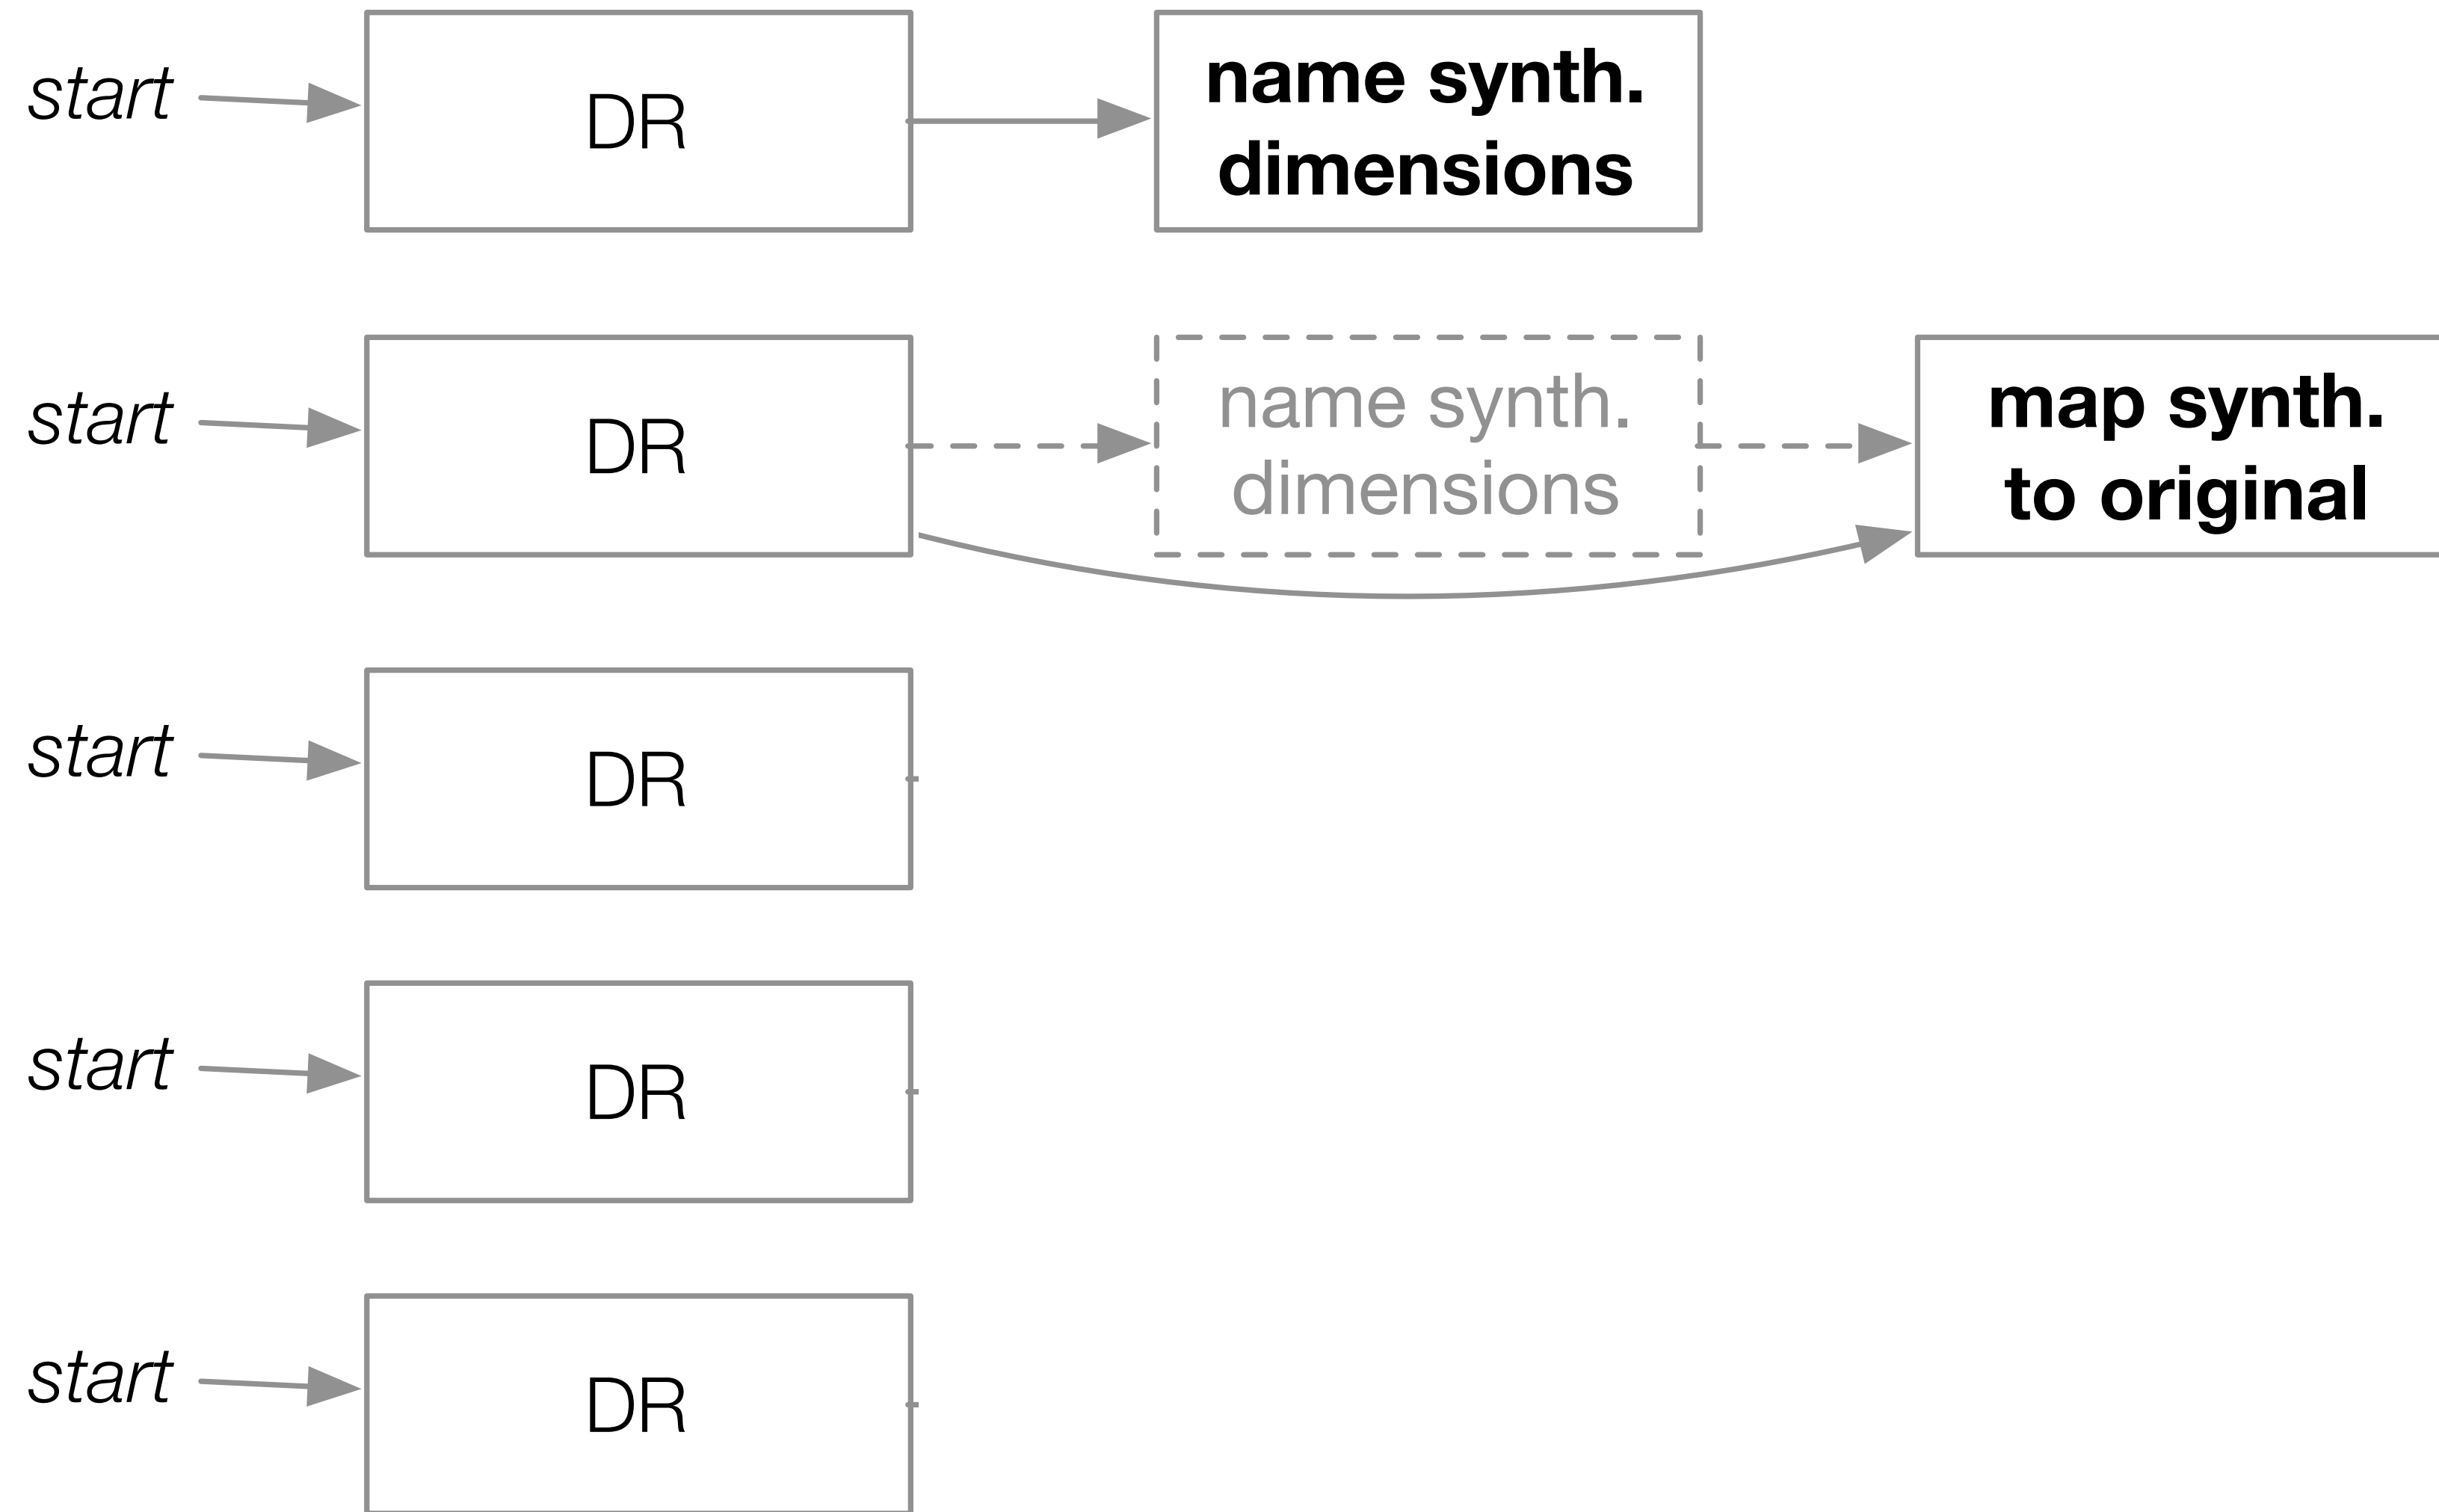 start
DR
name synth.
dimensions
start
DR
name synth.
dimensions
map synth.
to original
start
DR
start
DR
start
DR